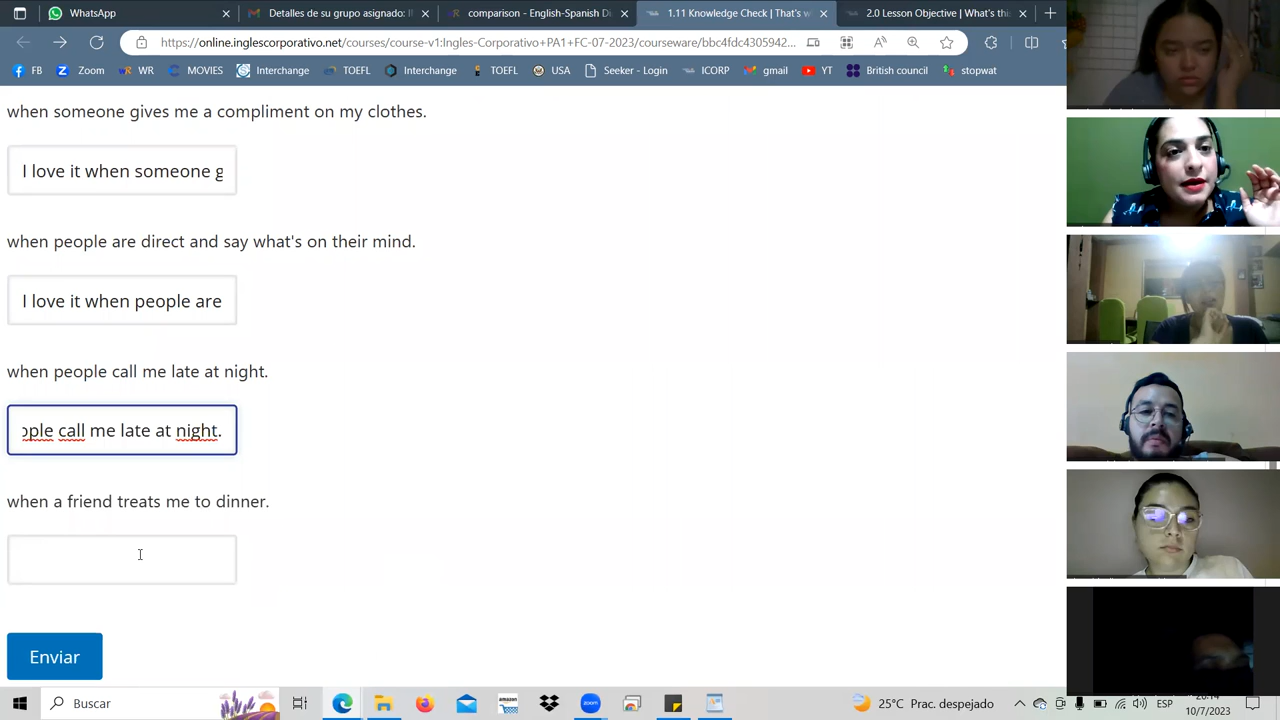 WhatsApp
Detalles de su grupo asignado: I
comparison - English-Spanish Di
1.11 Knowledge Check | That's w
2.0 Lesson Objective | What's thi
https://online.inglescorporativo.net/courses/course-v1:Ingles-Corporativo+PA1+FC-07-2023/courseware/bbc4fdc4305942...
FB
Zoom
WR
MOVIES
Interchange
TOEFL
Interchange
TOEFL
USA
Seeker - Login
ICORP
gmail
YT
British council
stopwat
when someone gives me a compliment on my clothes.
I love it when someone g
when people are direct and say what's on their mind.
I love it when people are
when people call me late at night.
ople call me late at night.
when a friend treats me to dinner.
Enviar
Buscar
amazon
zoom
25°C Prac. despejado
ESP
10/7/2023